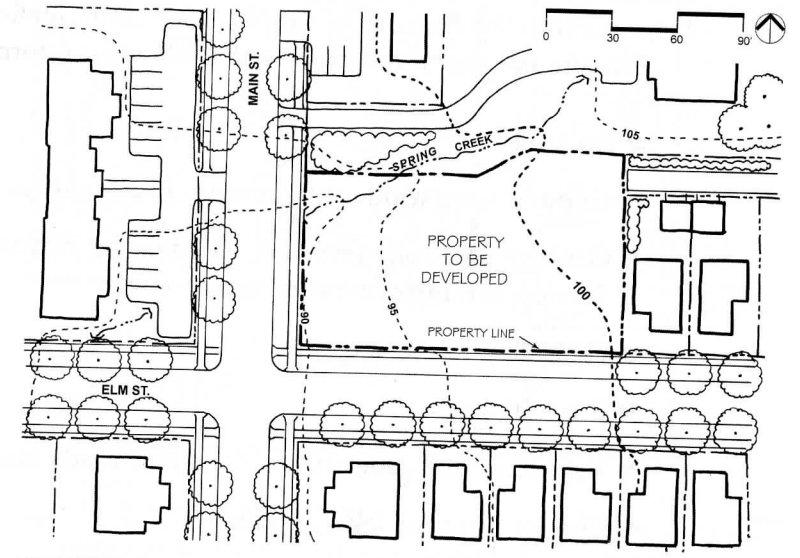 0 30 60 90'
MAIN ST.
105
SPRING CREEK
PROPERTY
TO BE
DEVELOPED
100
95
90
PROPERTY LINE
ELM ST.